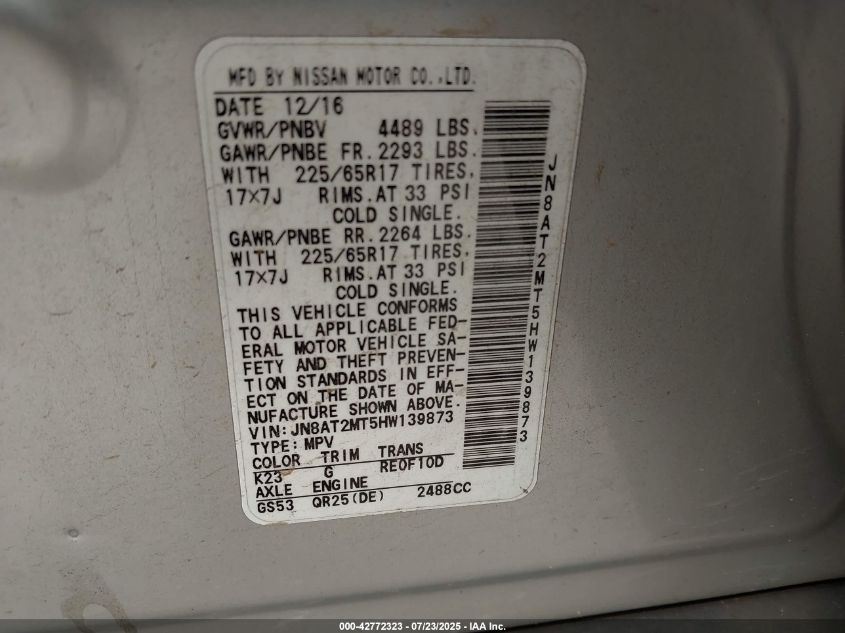 MFD BY NISSAN MOTOR CO.,LTD.
DATE 12/16
GVWR/PNBV 4489 LBS.
GAWR/PNBE FR. 2293 LBS.
WITH 225/65R17 TIRES,
17×7J RIMS.AT 33 PSI
COLD SINGLE.
GAWR/PNBE RR. 2264 LBS.
WITH 225/65R17 TIRES,
17×7J RIMS.AT 33 PSI
COLD SINGLE.
THIS VEHICLE CONFORMS
TO ALL APPLICABLE FED-
ERAL MOTOR VEHICLE SA-
FETY AND THEFT PREVEN-
TION STANDARDS IN EFF-
ECT ON THE DATE OF MA-
NUFACTURE SHOWN ABOVE.
VIN:JN8AT2MT5HW139873
TYPE:MPV
COLOR TRIM TRANS
K23 G RE0F10D
AXLE ENGINE
GS53 QR25(DE) 2488CC
JN8AT2MT5HW139873
000-42772323 - 07/23/2025 - IAA Inc.